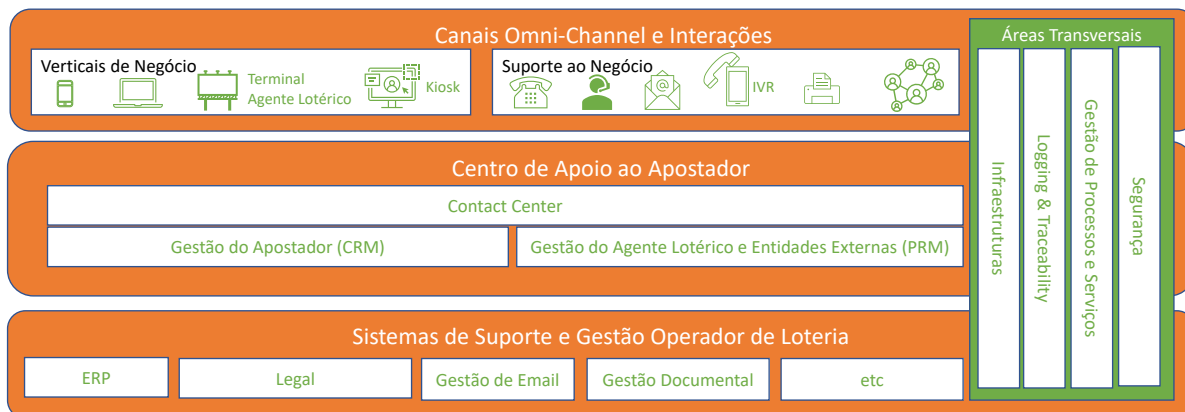 Canais Omni-Channel e Interações
Verticais de Negócio
Terminal
Agente Lotérico
Kiosk
Suporte ao Negócio
@
IVR
Centro de Apoio ao Apostador
Contact Center
Gestão do Apostador (CRM)
Gestão do Agente Lotérico e Entidades Externas (PRM)
Sistemas de Suporte e Gestão Operador de Loteria
ERP
Legal
Gestão de Email
Gestão Documental
etc
Áreas Transversais
Infraestruturas
Logging & Traceability
Gestão de Processos e Serviços
Segurança